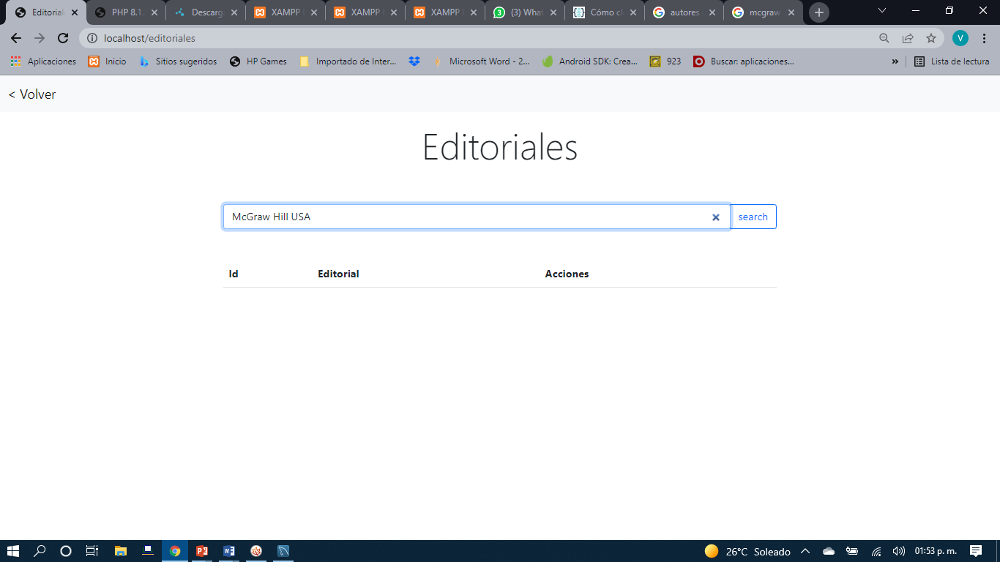 Editoriale
PHP 8.1.
Descarg
XAMPP
XAMPP
XAMPP
(3) What
Cómo cl
autores
mcgraw
localhost/editoriales
V
Aplicaciones
Inicio
Sitios sugeridos
HP Games
Importado de Inter...
Microsoft Word - 2...
Android SDK: Crea...
923
Buscar: aplicaciones...
»
Lista de lectura
< Volver
Editoriales
McGraw Hill USA
search
Id Editorial Acciones
26°C Soleado
01:53 p. m.